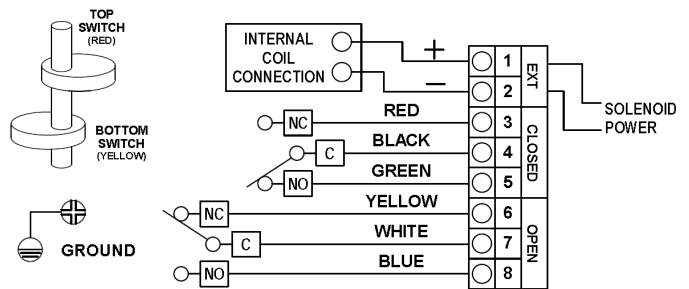 TOP
SWITCH
(RED)
BOTTOM
SWITCH
(YELLOW)
GROUND
INTERNAL
COIL
CONNECTION
+
−
1
2
EXT
SOLENOID
POWER
NC
RED
3
C
BLACK
4
NO
GREEN
5
CLOSED
NC
YELLOW
6
C
WHITE
7
NO
BLUE
8
OPEN